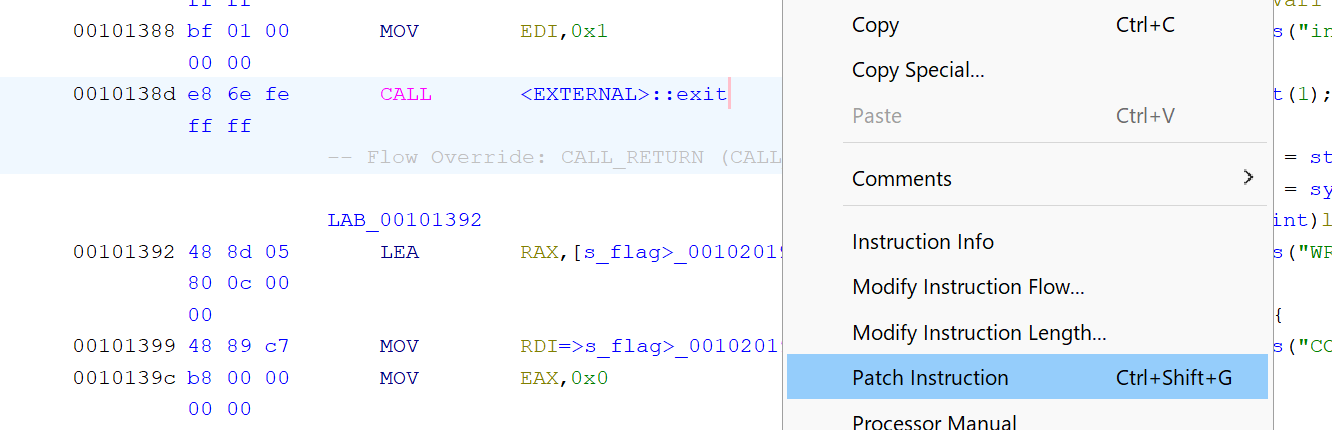 ff ff
00101388 bf 01 00 MOV EDI,0x1
00 00
0010138d e8 6e fe CALL <EXTERNAL>::exit
ff ff
-- Flow Override: CALL_RETURN (CALL
LAB_00101392
00101392 48 8d 05 LEA RAX,[s_flag>_0010201
80 0c 00
00
00101399 48 89 c7 MOV RDI=>s_flag>_0010201
0010139c b8 00 00 MOV EAX,0x0
00 00
Copy Ctrl+C
Copy Special...
Paste Ctrl+V
Comments
Instruction Info
Modify Instruction Flow...
Modify Instruction Length...
Patch Instruction Ctrl+Shift+G
Processor Manual
s("in
t(1);
= st
= sy
int)l
s("WR
{
s("CO